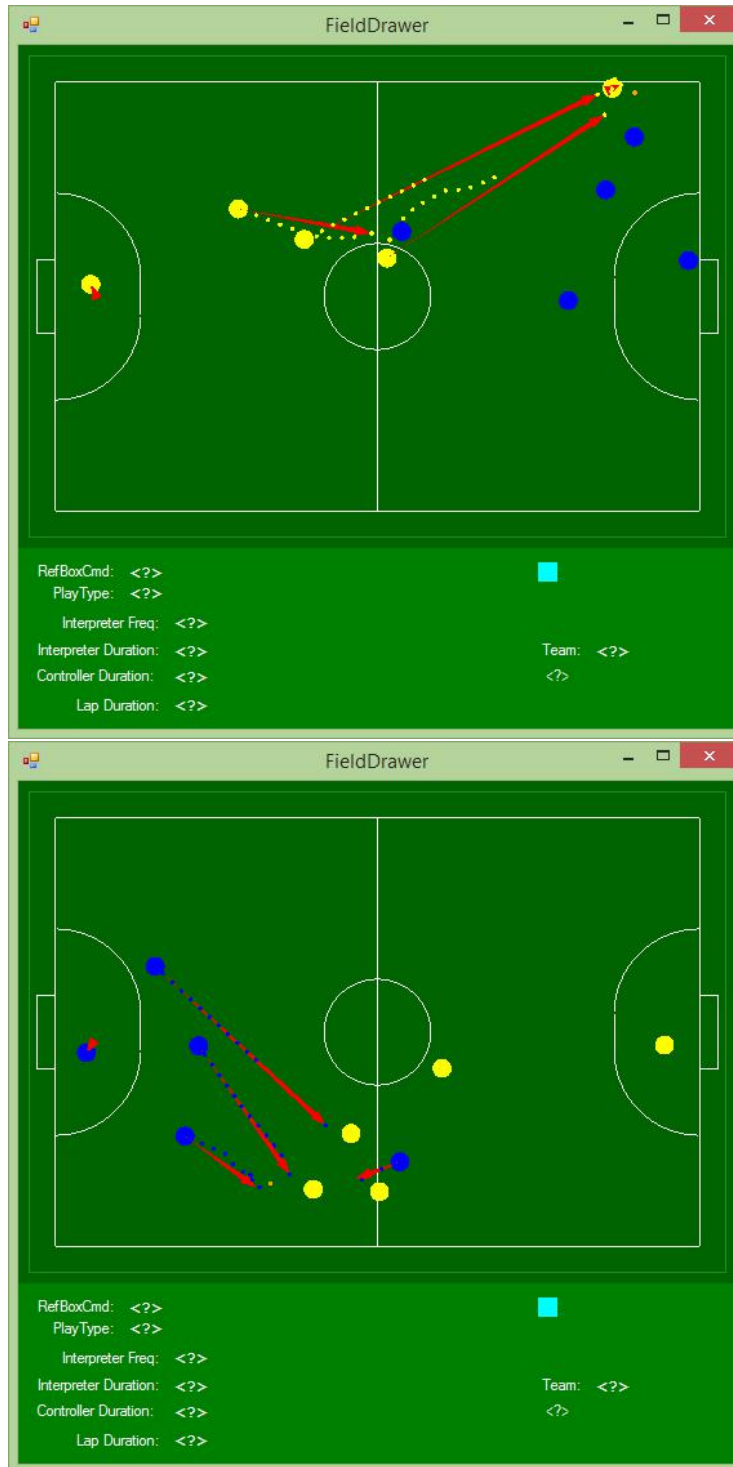 FieldDrawer
RefBoxCmd: <?>
PlayType: <?>
Interpreter Freq: <?>
Interpreter Duration: <?> Team: <?>
Controller Duration: <?> <?>
Lap Duration: <?>
FieldDrawer
RefBoxCmd: <?>
PlayType: <?>
Interpreter Freq: <?>
Interpreter Duration: <?> Team: <?>
Controller Duration: <?> <?>
Lap Duration: <?>